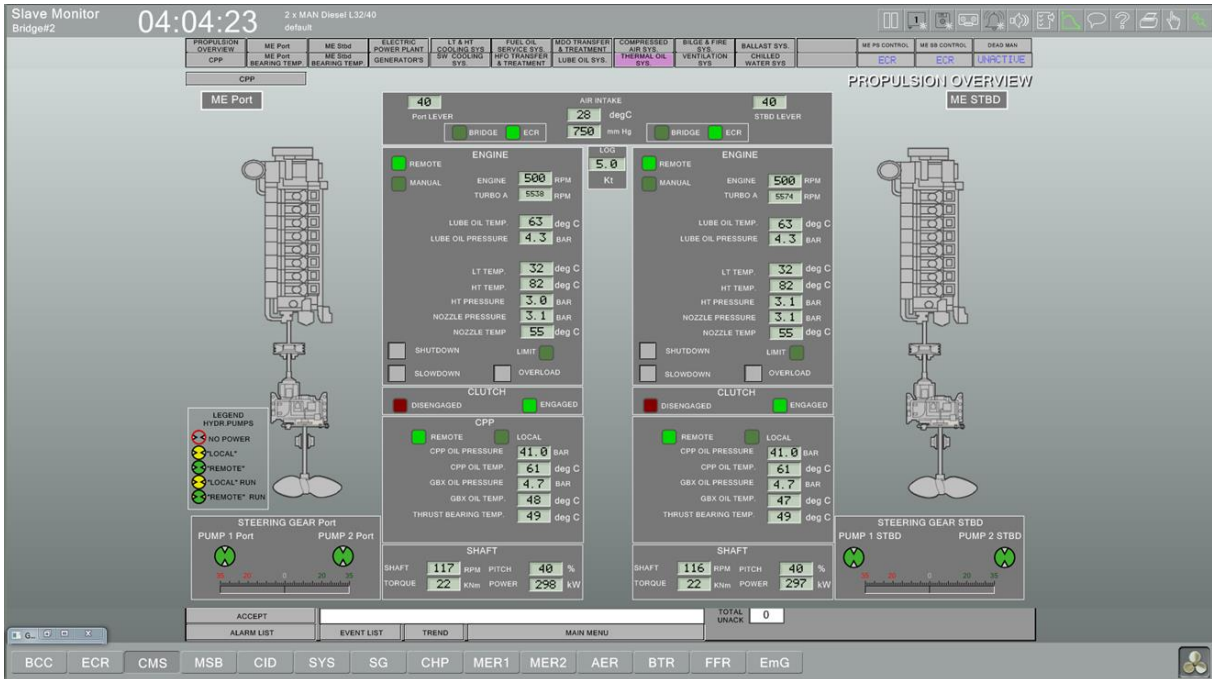 Slave Monitor
Bridge#2
04:04:23
2 x MAN Diesel L32/40
default
PROPULSION OVERVIEW
ME Port
ME Stbd
ELECTRIC POWER PLANT
LT & HT COOLING SYS
FUEL OIL SERVICE SYS.
MDO TRANSFER & TREATMENT
COMPRESSED AIR SYS.
BILGE & FIRE SYS.
BALLAST SYS.
CPP
ME Port BEARING TEMP.
ME Stbd BEARING TEMP.
GENERATORS
SW COOLING SYS.
HFO TRANSFER & TREATMENT
LUBE OIL SYS.
THERMAL OIL SYS.
VENTILATION SYS
CHILLED WATER SYS
ME PS CONTROL
ME SB CONTROL
DEAD MAN
ECR
ECR
UNACTIVE
CPP
PROPULSION OVERVIEW
ME Port
ME STBD
40
AIR INTAKE
40
Port LEVER
28 degC
STBD LEVER
BRIDGE
ECR
750 mm Hg
BRIDGE
ECR
LOG
5.0
Kt
ENGINE
REMOTE
MANUAL
ENGINE 500 RPM
TURBO A 5538 RPM
LUBE OIL TEMP. 63 deg C
LUBE OIL PRESSURE 4.3 BAR
LT TEMP. 32 deg C
HT TEMP. 82 deg C
HT PRESSURE 3.0 BAR
NOZZLE PRESSURE 3.1 BAR
NOZZLE TEMP 55 deg C
SHUTDOWN
LIMIT
SLOWDOWN
OVERLOAD
CLUTCH
DISENGAGED
ENGAGED
CPP
REMOTE
LOCAL
CPP OIL PRESSURE 41.0 BAR
CPP OIL TEMP. 61 deg C
GBX OIL PRESSURE 4.7 BAR
GBX OIL TEMP. 48 deg C
THRUST BEARING TEMP. 49 deg C
SHAFT
SHAFT 117 RPM PITCH 40 %
TORQUE 22 KNm POWER 298 kW
ENGINE
REMOTE
MANUAL
ENGINE 500 RPM
TURBO A 5574 RPM
LUBE OIL TEMP. 63 deg C
LUBE OIL PRESSURE 4.3 BAR
LT TEMP. 32 deg C
HT TEMP. 82 deg C
HT PRESSURE 3.1 BAR
NOZZLE PRESSURE 3.1 BAR
NOZZLE TEMP 55 deg C
SHUTDOWN
LIMIT
SLOWDOWN
OVERLOAD
CLUTCH
DISENGAGED
ENGAGED
REMOTE
LOCAL
CPP OIL PRESSURE 41.0 BAR
CPP OIL TEMP. 61 deg C
GBX OIL PRESSURE 4.7 BAR
GBX OIL TEMP. 47 deg C
THRUST BEARING TEMP. 49 deg C
SHAFT
SHAFT 116 RPM PITCH 40 %
TORQUE 22 KNm POWER 297 kW
LEGEND
HYDR.PUMPS
NO POWER
"LOCAL"
"REMOTE"
"LOCAL" RUN
"REMOTE" RUN
STEERING GEAR Port
PUMP 1 Port
PUMP 2 Port
35 20 0 20 35
STEERING GEAR STBD
PUMP 1 STBD
PUMP 2 STBD
35 20 0 20 35
ACCEPT
TOTAL UNACK 0
ALARM LIST
EVENT LIST
TREND
MAIN MENU
G...
BCC ECR CMS MSB CID SYS SG CHP MER1 MER2 AER BTR FFR EmG